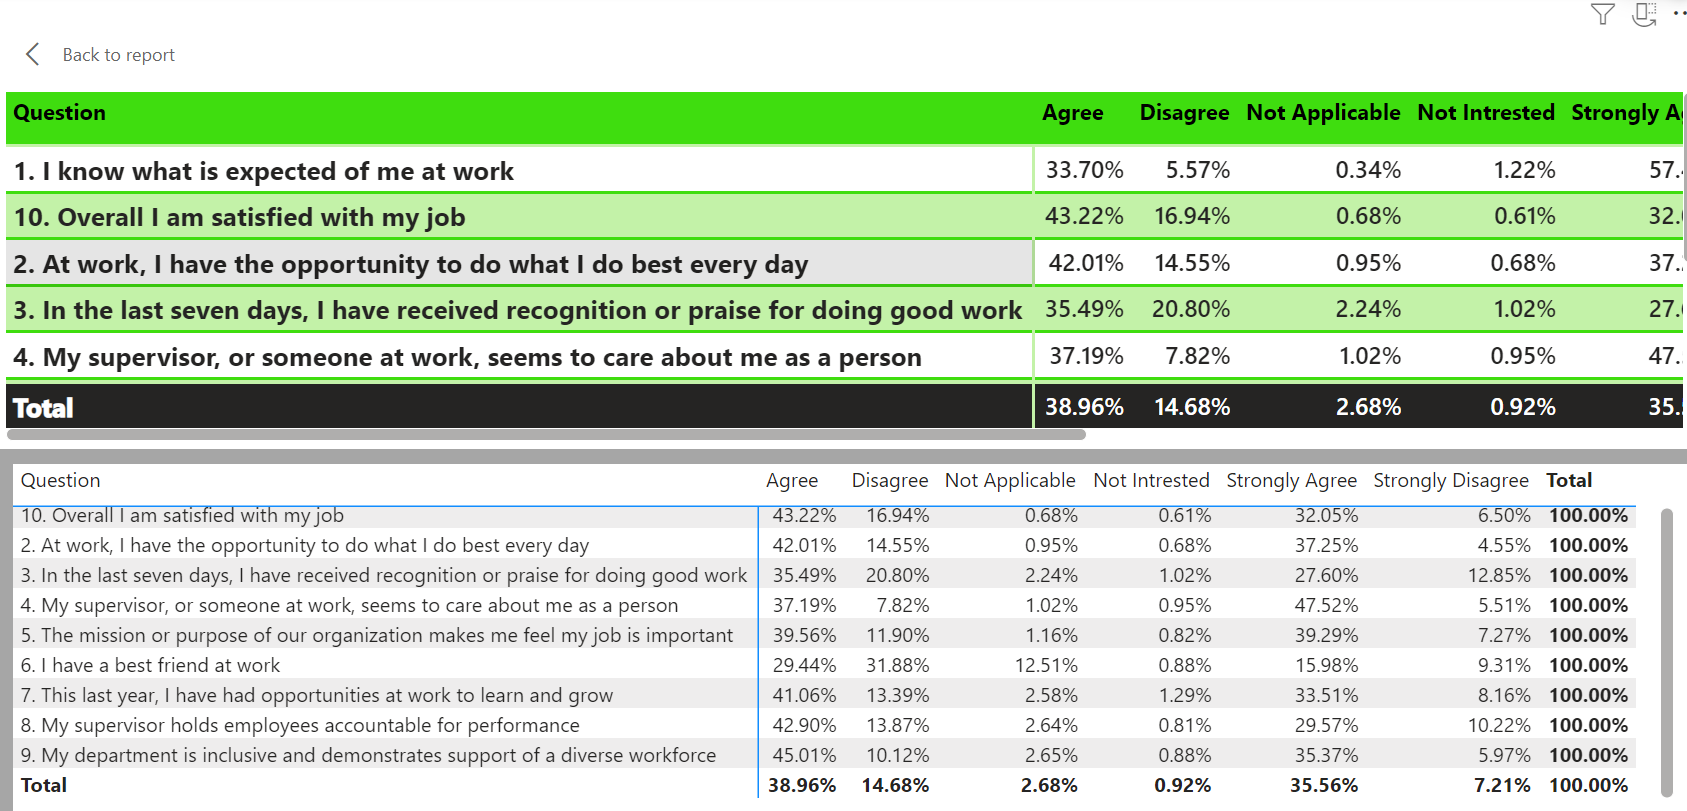 Back to report
Question Agree Disagree Not Applicable Not Intrested Strongly
1. I know what is expected of me at work 33.70% 5.57% 0.34% 1.22% 57.
10. Overall I am satisfied with my job 43.22% 16.94% 0.68% 0.61% 32.
2. At work, I have the opportunity to do what I do best every day 42.01% 14.55% 0.95% 0.68% 37.
3. In the last seven days, I have received recognition or praise for doing good work 35.49% 20.80% 2.24% 1.02% 27.
4. My supervisor, or someone at work, seems to care about me as a person 37.19% 7.82% 1.02% 0.95% 47.
Total 38.96% 14.68% 2.68% 0.92% 35.
Question Agree Disagree Not Applicable Not Intrested Strongly Agree Strongly Disagree Total
10. Overall I am satisfied with my job 43.22% 16.94% 0.68% 0.61% 32.05% 6.50% 100.00%
2. At work, I have the opportunity to do what I do best every day 42.01% 14.55% 0.95% 0.68% 37.25% 4.55% 100.00%
3. In the last seven days, I have received recognition or praise for doing good work 35.49% 20.80% 2.24% 1.02% 27.60% 12.85% 100.00%
4. My supervisor, or someone at work, seems to care about me as a person 37.19% 7.82% 1.02% 0.95% 47.52% 5.51% 100.00%
5. The mission or purpose of our organization makes me feel my job is important 39.56% 11.90% 1.16% 0.82% 39.29% 7.27% 100.00%
6. I have a best friend at work 29.44% 31.88% 12.51% 0.88% 15.98% 9.31% 100.00%
7. This last year, I have had opportunities at work to learn and grow 41.06% 13.39% 2.58% 1.29% 33.51% 8.16% 100.00%
8. My supervisor holds employees accountable for performance 42.90% 13.87% 2.64% 0.81% 29.57% 10.22% 100.00%
9. My department is inclusive and demonstrates support of a diverse workforce 45.01% 10.12% 2.65% 0.88% 35.37% 5.97% 100.00%
Total 38.96% 14.68% 2.68% 0.92% 35.56% 7.21% 100.00%